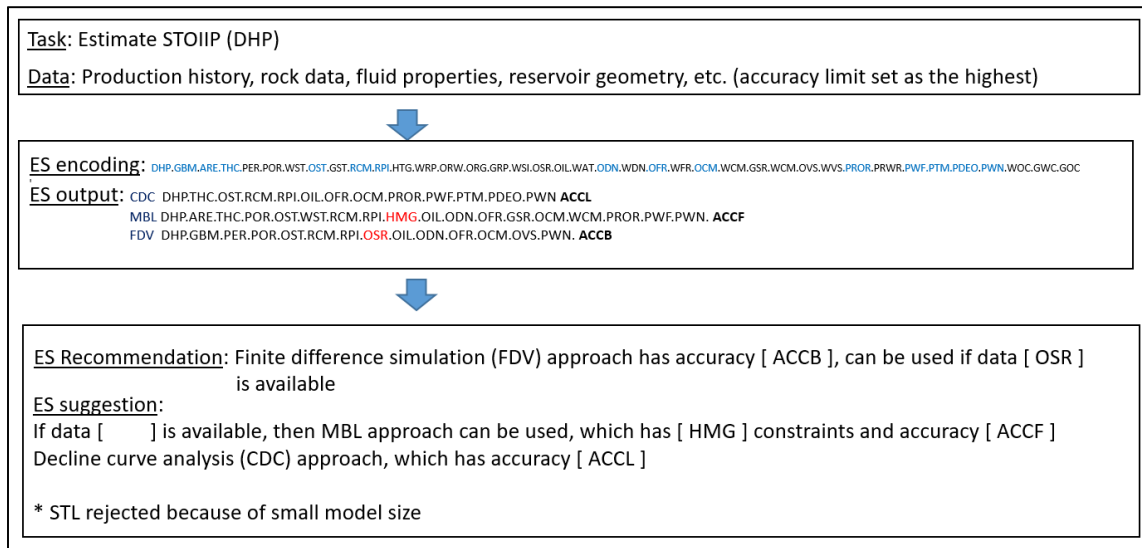 Task: Estimate STOIIP (DHP)
Data: Production history, rock data, fluid properties, reservoir geometry, etc. (accuracy limit set as the highest)
ES encoding: DHP.GBM.ARE.THC.PER.POR.WST.OST.GST.RCM.RPI.HTG.WRP.ORW.ORG.GRP.WSI.OSR.OIL.WAT.ODN.WDN.OFR.WFR.OCM.WCM.GSR.WCM.OVS.WVS.PROR.PRWR.PWF.PTM.PDEO.PWN.WOC.GWC.GOC
ES output: CDC DHP.THC.OST.RCM.RPI.OIL.OFR.OCM.PROR.PWF.PTM.PDEO.PWN ACCL
MBL DHP.ARE.THC.POR.OST.WST.RCM.RPI.HMG.OIL.ODN.OFR.GSR.OCM.WCM.PROR.PWF.PWN. ACCF
FDV DHP.GBM.PER.POR.OST.RCM.RPI.OSR.OIL.ODN.OFR.OCM.OVS.PWN. ACCB
ES Recommendation: Finite difference simulation (FDV) approach has accuracy [ ACCB ], can be used if data [ OSR ]
is available
ES suggestion:
If data [ ] is available, then MBL approach can be used, which has [ HMG ] constraints and accuracy [ ACCF ]
Decline curve analysis (CDC) approach, which has accuracy [ ACCL ]
* STL rejected because of small model size